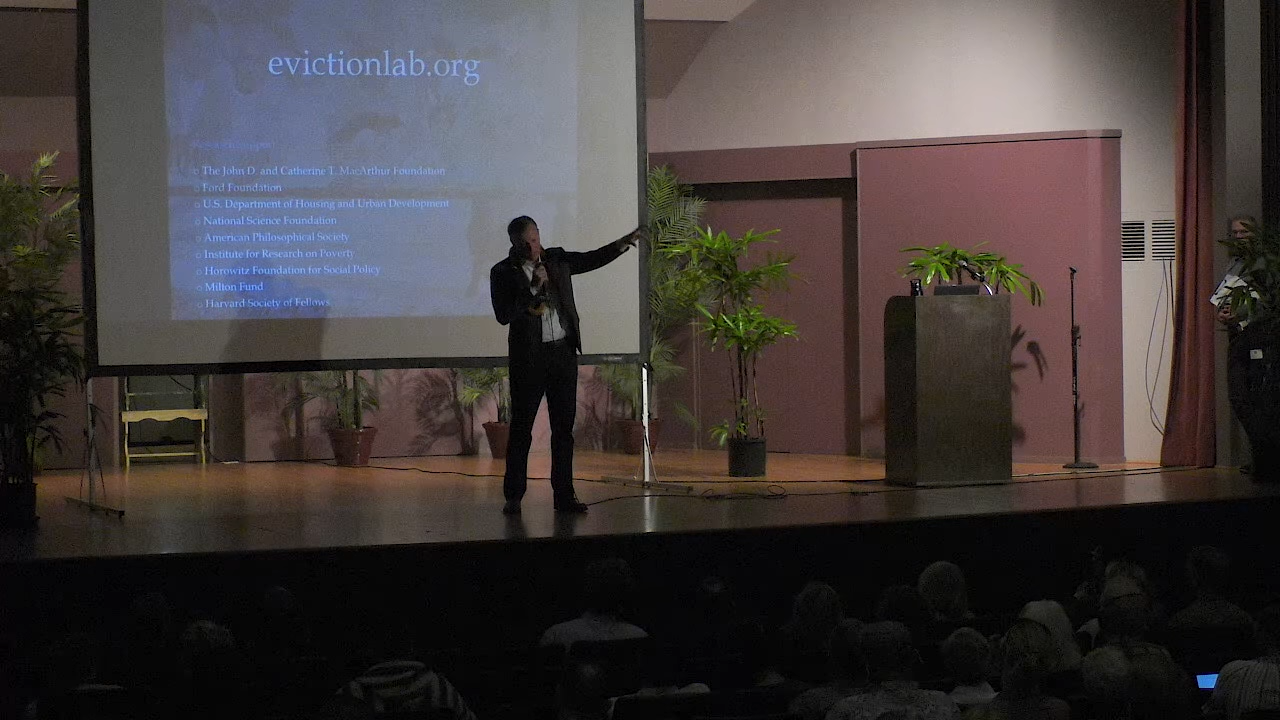 evictionlab.org
The John D. and Catherine T. MacArthur Foundation
Ford Foundation
U.S. Department of Housing and Urban Development
National Science Foundation
American Philosophical Society
Institute for Research on Poverty
Horowitz Foundation for Social Policy
Milton Fund
Harvard Society of Fellows